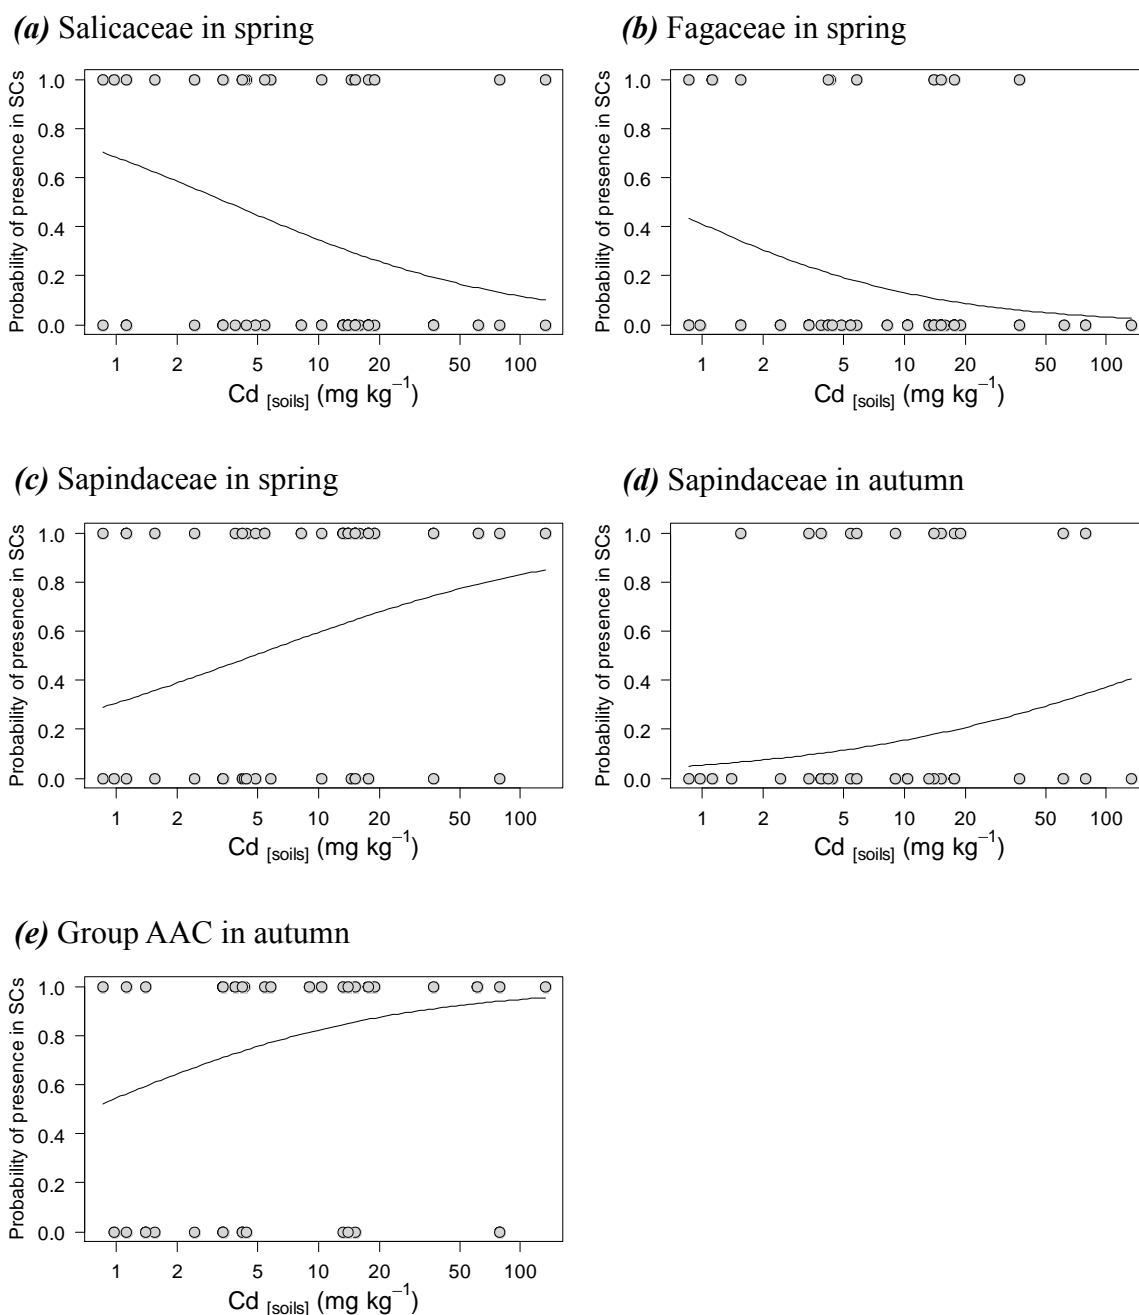 (a) Salicaceae in spring
Probability of presence in SCs
1.0
0.8
0.6
0.4
0.2
0.0
1 2 5 10 20 50 100
Cd [soils] (mg kg⁻¹)
(b) Fagaceae in spring
Probability of presence in SCs
1.0
0.8
0.6
0.4
0.2
0.0
1 2 5 10 20 50 100
Cd [soils] (mg kg⁻¹)
(c) Sapindaceae in spring
Probability of presence in SCs
1.0
0.8
0.6
0.4
0.2
0.0
1 2 5 10 20 50 100
Cd [soils] (mg kg⁻¹)
(d) Sapindaceae in autumn
Probability of presence in SCs
1.0
0.8
0.6
0.4
0.2
0.0
1 2 5 10 20 50 100
Cd [soils] (mg kg⁻¹)
(e) Group AAC in autumn
Probability of presence in SCs
1.0
0.8
0.6
0.4
0.2
0.0
1 2 5 10 20 50 100
Cd [soils] (mg kg⁻¹)